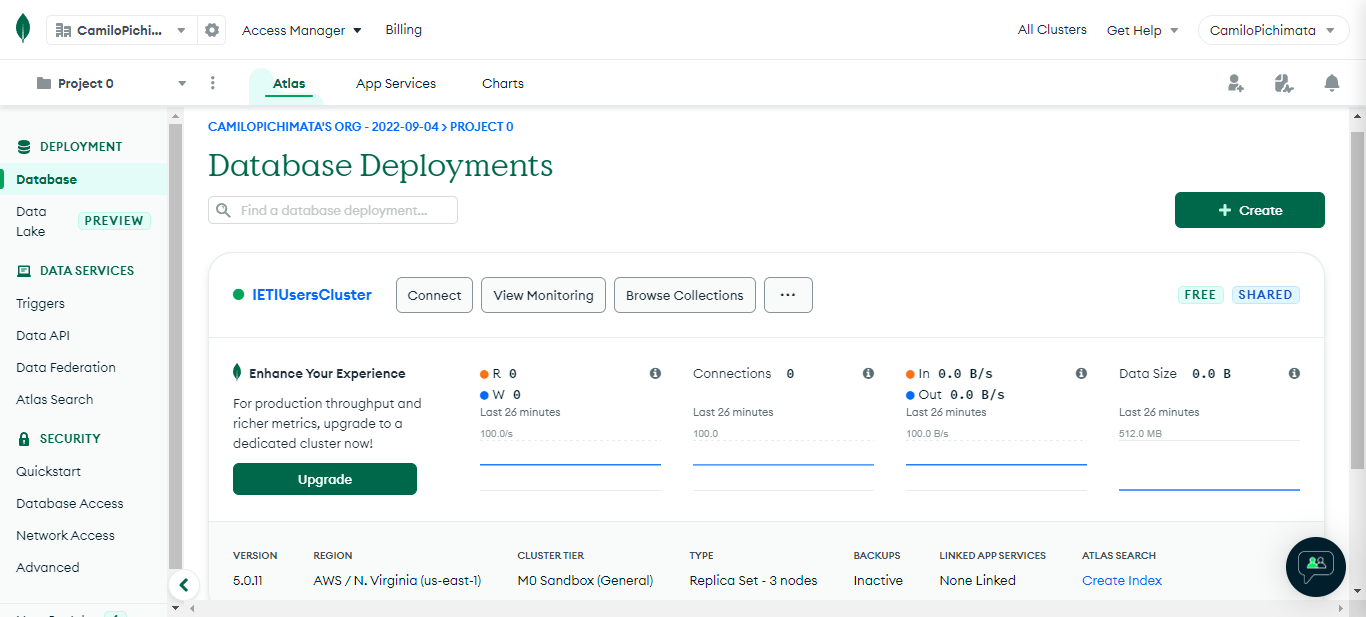 CamiloPichi...
Access Manager
Billing
All Clusters
Get Help
CamiloPichimata
Project 0
Atlas
App Services
Charts
DEPLOYMENT
Database
Data Lake
PREVIEW
DATA SERVICES
Triggers
Data API
Data Federation
Atlas Search
SECURITY
Quickstart
Database Access
Network Access
Advanced
CAMILOPICHIMATA'S ORG - 2022-09-04 > PROJECT 0
Database Deployments
Find a database deployment...
+ Create
IETIUsersCluster
Connect
View Monitoring
Browse Collections
...
FREE
SHARED
Enhance Your Experience
For production throughput and
richer metrics, upgrade to a
dedicated cluster now!
Upgrade
R 0
W 0
Last 26 minutes
100.0/s
Connections 0
Last 26 minutes
100.0
In 0.0 B/s
Out 0.0 B/s
Last 26 minutes
100.0 B/s
Data Size 0.0 B
Last 26 minutes
512.0 MB
VERSION
5.0.11
REGION
AWS / N. Virginia (us-east-1)
CLUSTER TIER
M0 Sandbox (General)
TYPE
Replica Set - 3 nodes
BACKUPS
Inactive
LINKED APP SERVICES
None Linked
ATLAS SEARCH
Create Index